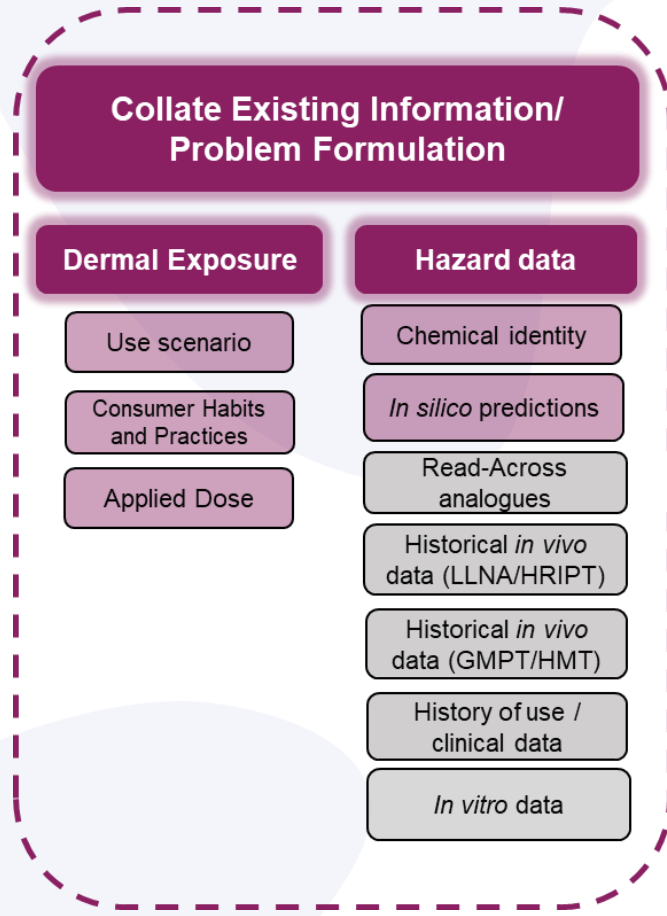 Collate Existing Information/
Problem Formulation
Dermal Exposure
Use scenario
Consumer Habits
and Practices
Applied Dose
Hazard data
Chemical identity
In silico predictions
Read-Across
analogues
Historical in vivo
data (LLNA/HRIPT)
Historical in vivo
data (GMPT/HMT)
History of use /
clinical data
In vitro data